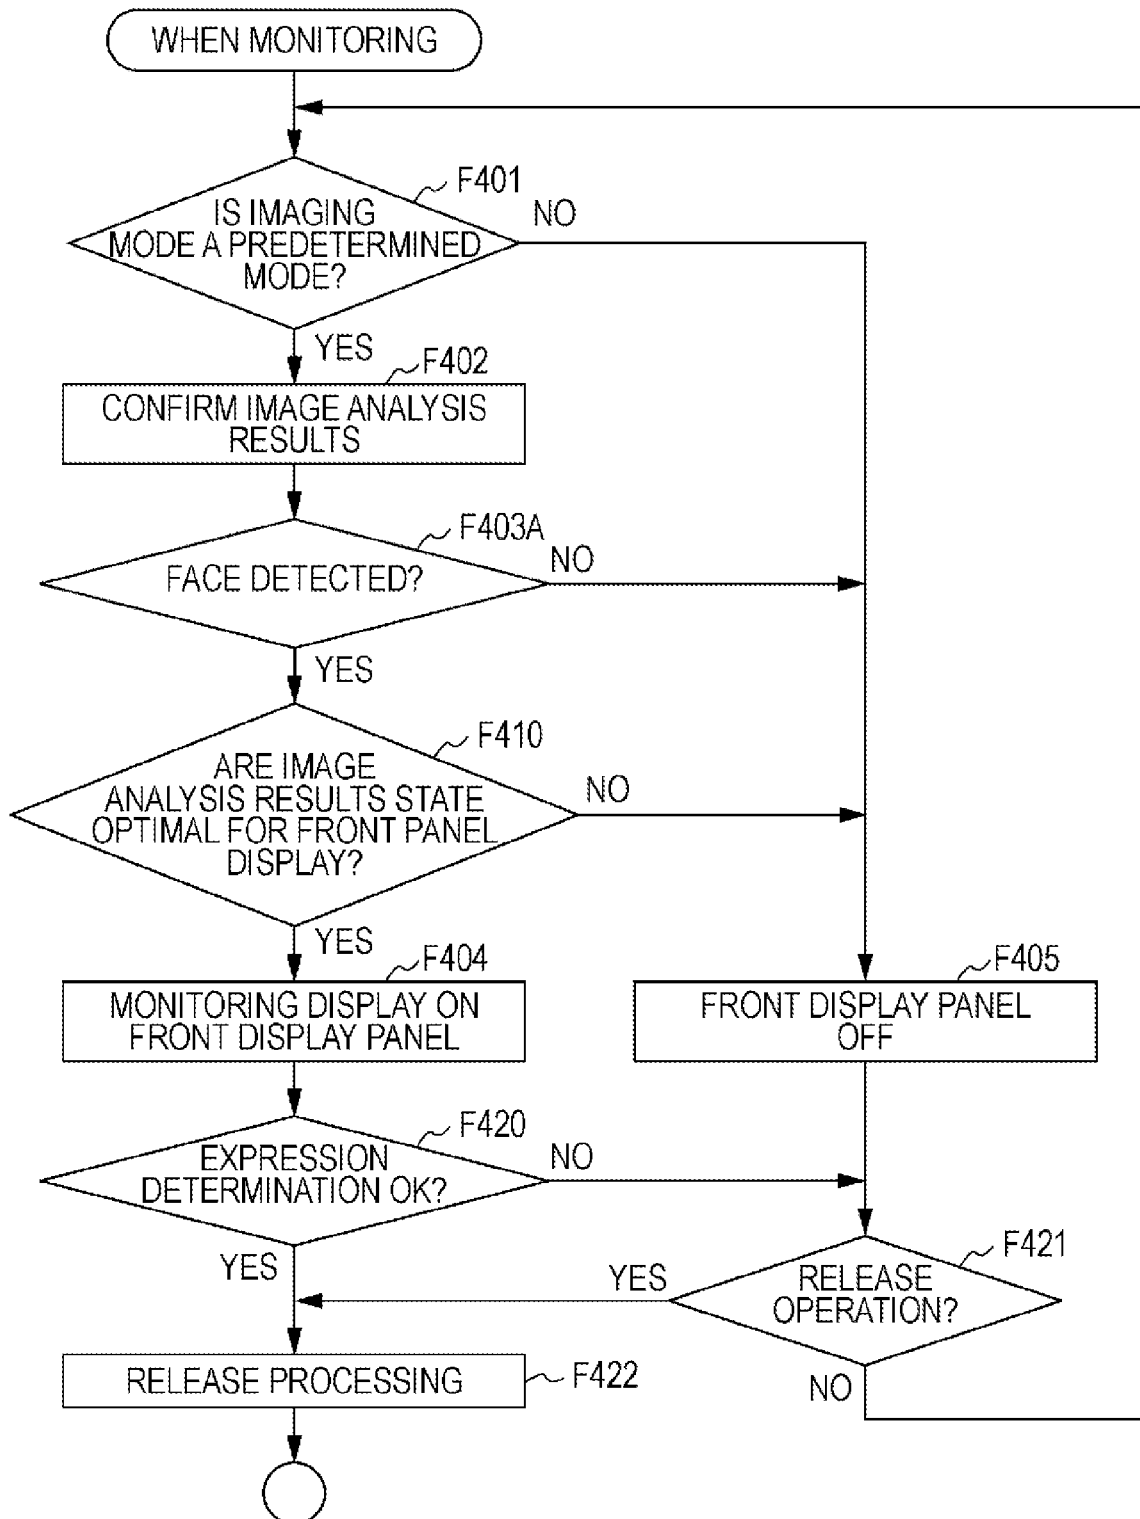 WHEN MONITORING
F401
IS IMAGING
MODE A PREDETERMINED
MODE?
NO
YES
F402
CONFIRM IMAGE ANALYSIS
RESULTS
F403A
FACE DETECTED?
NO
YES
F410
ARE IMAGE
ANALYSIS RESULTS STATE
OPTIMAL FOR FRONT PANEL
DISPLAY?
NO
YES
F404
MONITORING DISPLAY ON
FRONT DISPLAY PANEL
F405
FRONT DISPLAY PANEL
OFF
F420
EXPRESSION
DETERMINATION OK?
NO
YES
F421
RELEASE
OPERATION?
YES
NO
RELEASE PROCESSING
F422